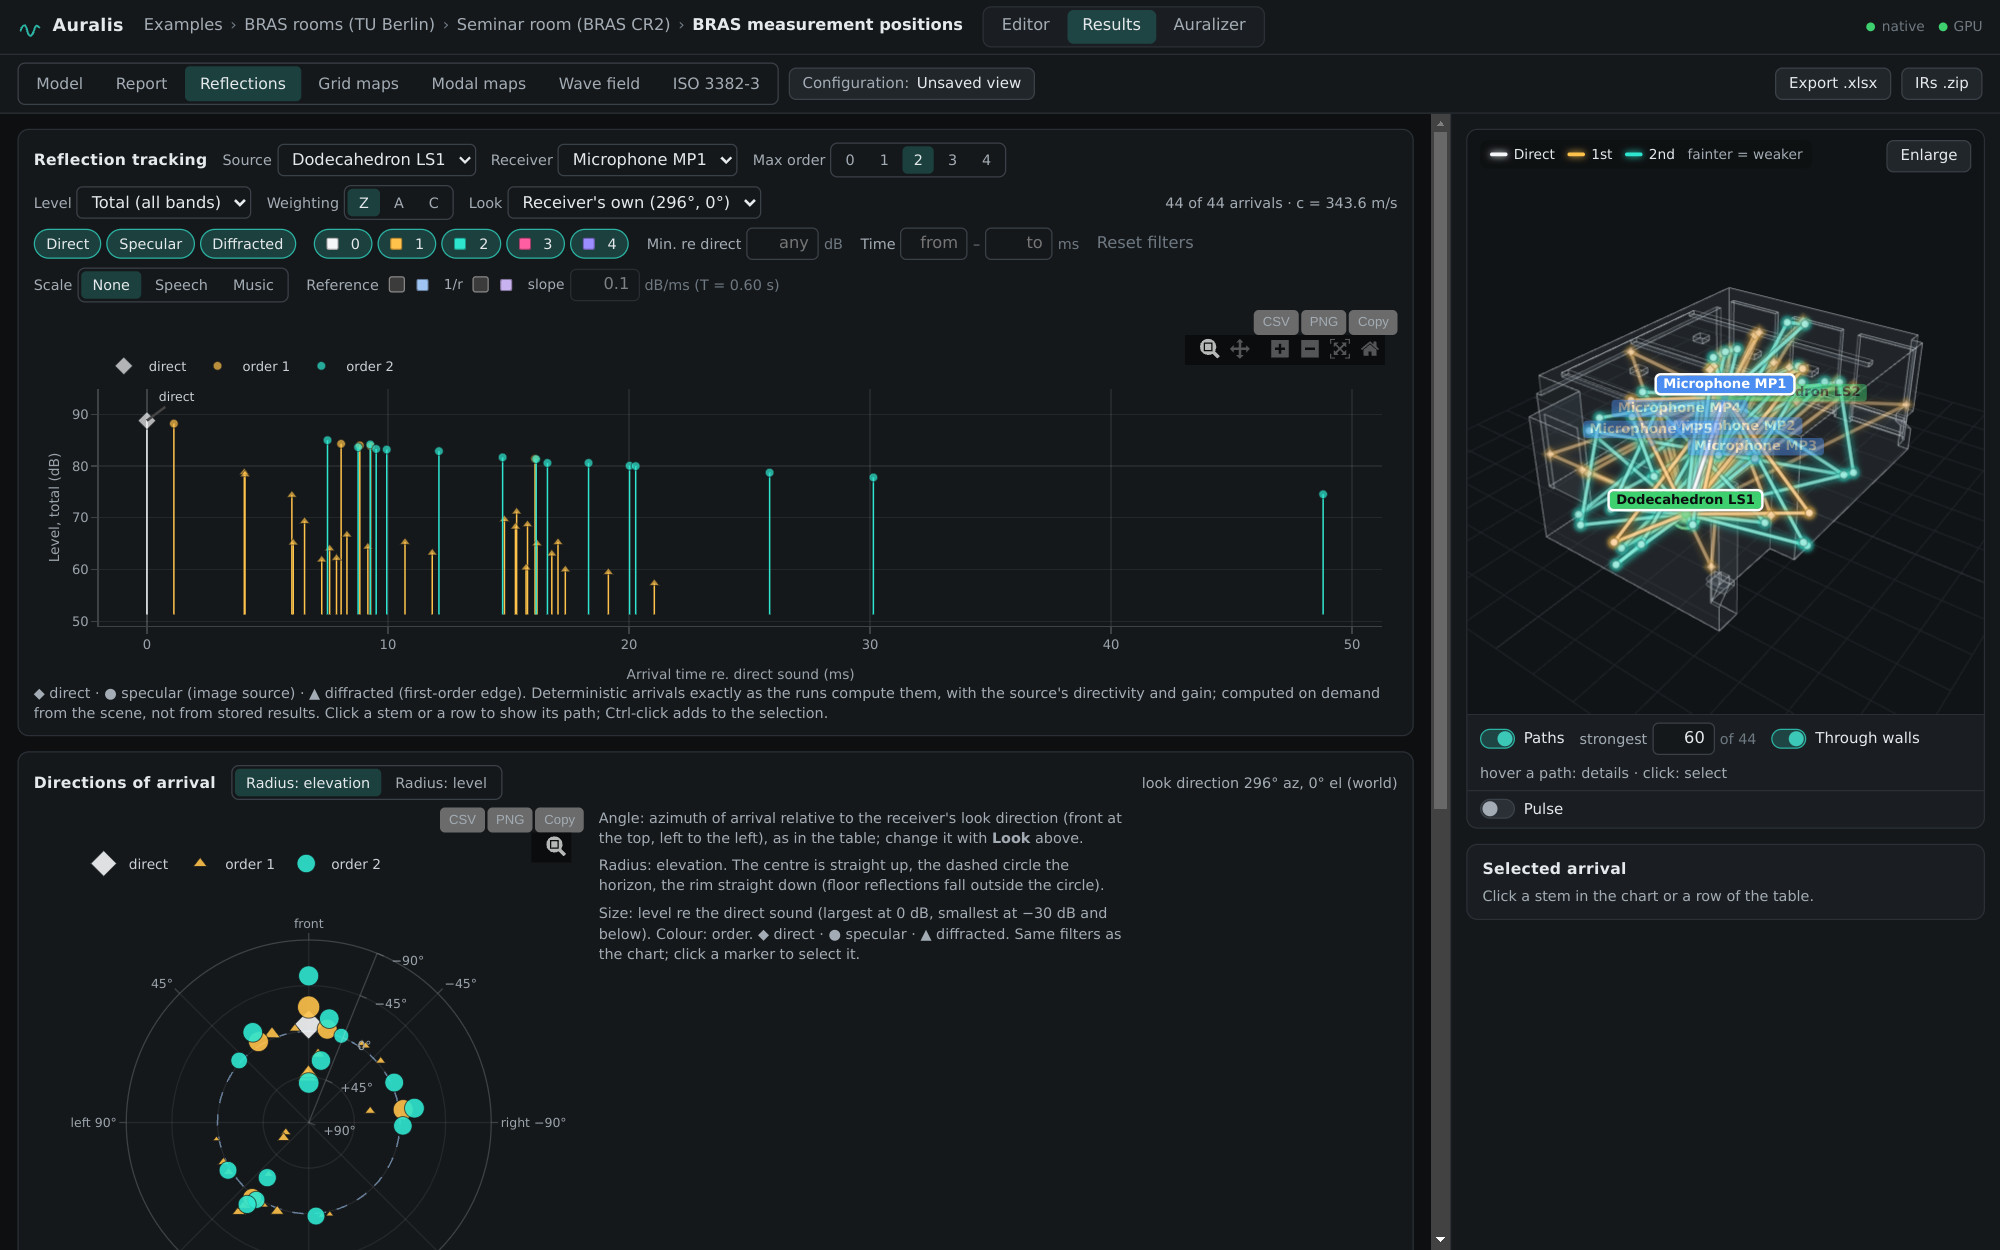 Auralis Examples › BRAS rooms (TU Berlin) › Seminar room (BRAS CR2) › BRAS measurement positions Editor Results Auralizer native GPU
Model Report Reflections Grid maps Modal maps Wave field ISO 3382-3 Configuration: Unsaved view Export .xlsx IRs .zip
Reflection tracking Source Dodecahedron LS1 Receiver Microphone MP1 Max order 0 1 2 3 4
Level Total (all bands) Weighting Z A C Look Receiver's own (296°, 0°) 44 of 44 arrivals · c = 343.6 m/s
Direct Specular Diffracted 0 1 2 3 4 Min. re direct any dB Time from – to ms Reset filters
Scale None Speech Music Reference 1/r slope 0.1 dB/ms (T = 0.60 s)
CSV PNG Copy
direct order 1 order 2
direct
90
80
70
60
50
Level, total (dB)
0 10 20 30 40 50
Arrival time re. direct sound (ms)
◆ direct · ● specular (image source) · ▲ diffracted (first-order edge). Deterministic arrivals exactly as the runs compute them, with the source's directivity and gain; computed on demand
from the scene, not from stored results. Click a stem or a row to show its path; Ctrl-click adds to the selection.
Directions of arrival Radius: elevation Radius: level look direction 296° az, 0° el (world)
CSV PNG Copy
direct order 1 order 2
front
−90°
45° −45°
−45°
0°
+45°
left 90° right −90°
+90°
Angle: azimuth of arrival relative to the receiver's look direction (front at
the top, left to the left), as in the table; change it with Look above.
Radius: elevation. The centre is straight up, the dashed circle the
horizon, the rim straight down (floor reflections fall outside the circle).
Size: level re the direct sound (largest at 0 dB, smallest at −30 dB and
below). Colour: order. ◆ direct · ● specular · ▲ diffracted. Same filters as
the chart; click a marker to select it.
Direct 1st 2nd fainter = weaker Enlarge
Microphone MP1
dron LS2
Microphone MP4
Microphone MP5 phone MP2
Microphone MP3
Dodecahedron LS1
Paths strongest 60 of 44 Through walls
hover a path: details · click: select
Pulse
Selected arrival
Click a stem in the chart or a row of the table.